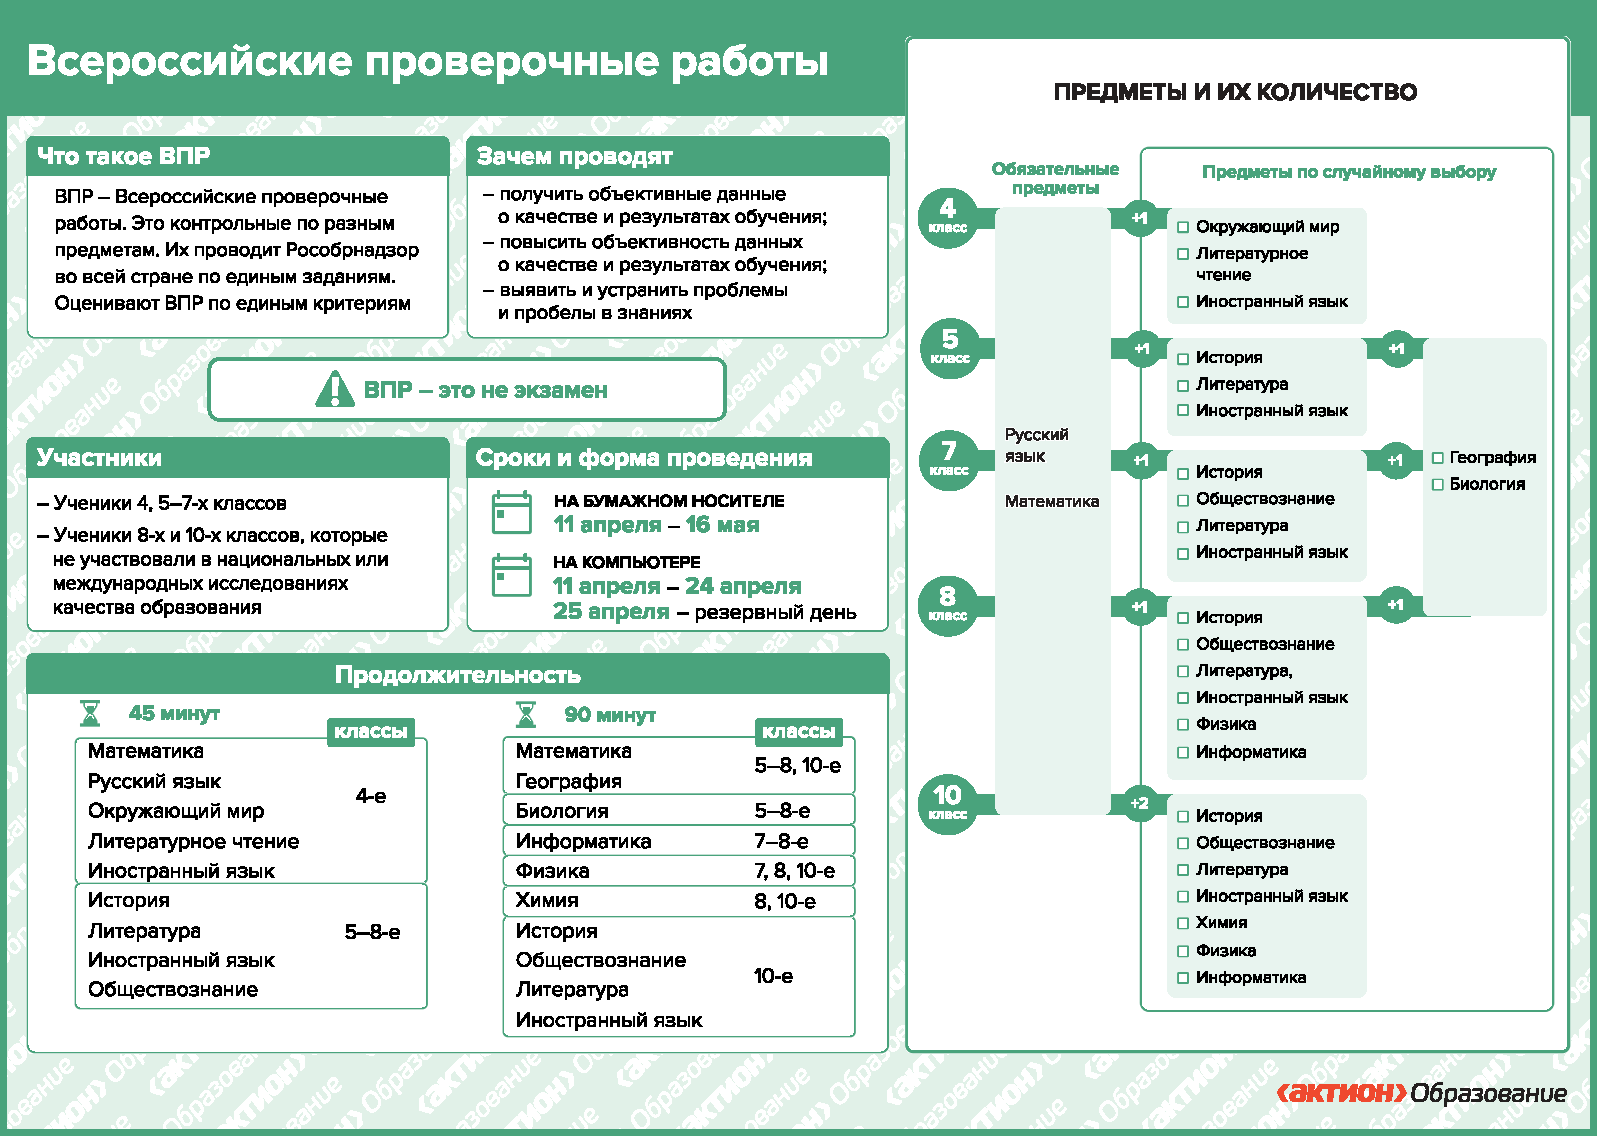 Всероссийские проверочные работы
Что такое ВПР
ВПР – Всероссийские проверочные
работы. Это контрольные по разным
предметам. Их проводит Рособрнадзор
во всей стране по единым заданиям.
Оценивают ВПР по единым критериям
Зачем проводят
– получить объективные данные
о качестве и результатах обучения;
– повысить объективность данных
о качестве и результатах обучения;
– выявить и устранить проблемы
и пробелы в знаниях
ВПР – это не экзамен
Участники
– Ученики 4, 5–7-х классов
– Ученики 8-х и 10-х классов, которые
не участвовали в национальных или
международных исследованиях
качества образования
Сроки и форма проведения
НА БУМАЖНОМ НОСИТЕЛЕ
11 апреля – 16 мая
НА КОМПЬЮТЕРЕ
11 апреля – 24 апреля
25 апреля – резервный день
Продолжительность
45 минут
классы
Математика
Русский язык
4-е
Окружающий мир
Литературное чтение
Иностранный язык
История
Литература
5–8-е
Иностранный язык
Обществознание
90 минут
классы
Математика
5–8, 10-е
География
Биология 5–8-е
Информатика 7–8-е
Физика 7, 8, 10-е
Химия 8, 10-е
История
Обществознание
10-е
Литература
Иностранный язык
ПРЕДМЕТЫ И ИХ КОЛИЧЕСТВО
Обязательные
предметы
Предметы по случайному выбору
4
класс
+1
Окружающий мир
Литературное
чтение
Иностранный язык
5
класс
+1
История
Литература
Иностранный язык
+1
Русский
язык
Математика
7
класс
+1
История
Обществознание
Литература
Иностранный язык
+1
География
Биология
8
класс
+1
История
Обществознание
Литература,
Иностранный язык
Физика
Информатика
+1
10
класс
+2
История
Обществознание
Литература
Иностранный язык
Химия
Физика
Информатика
‹актион› Образование